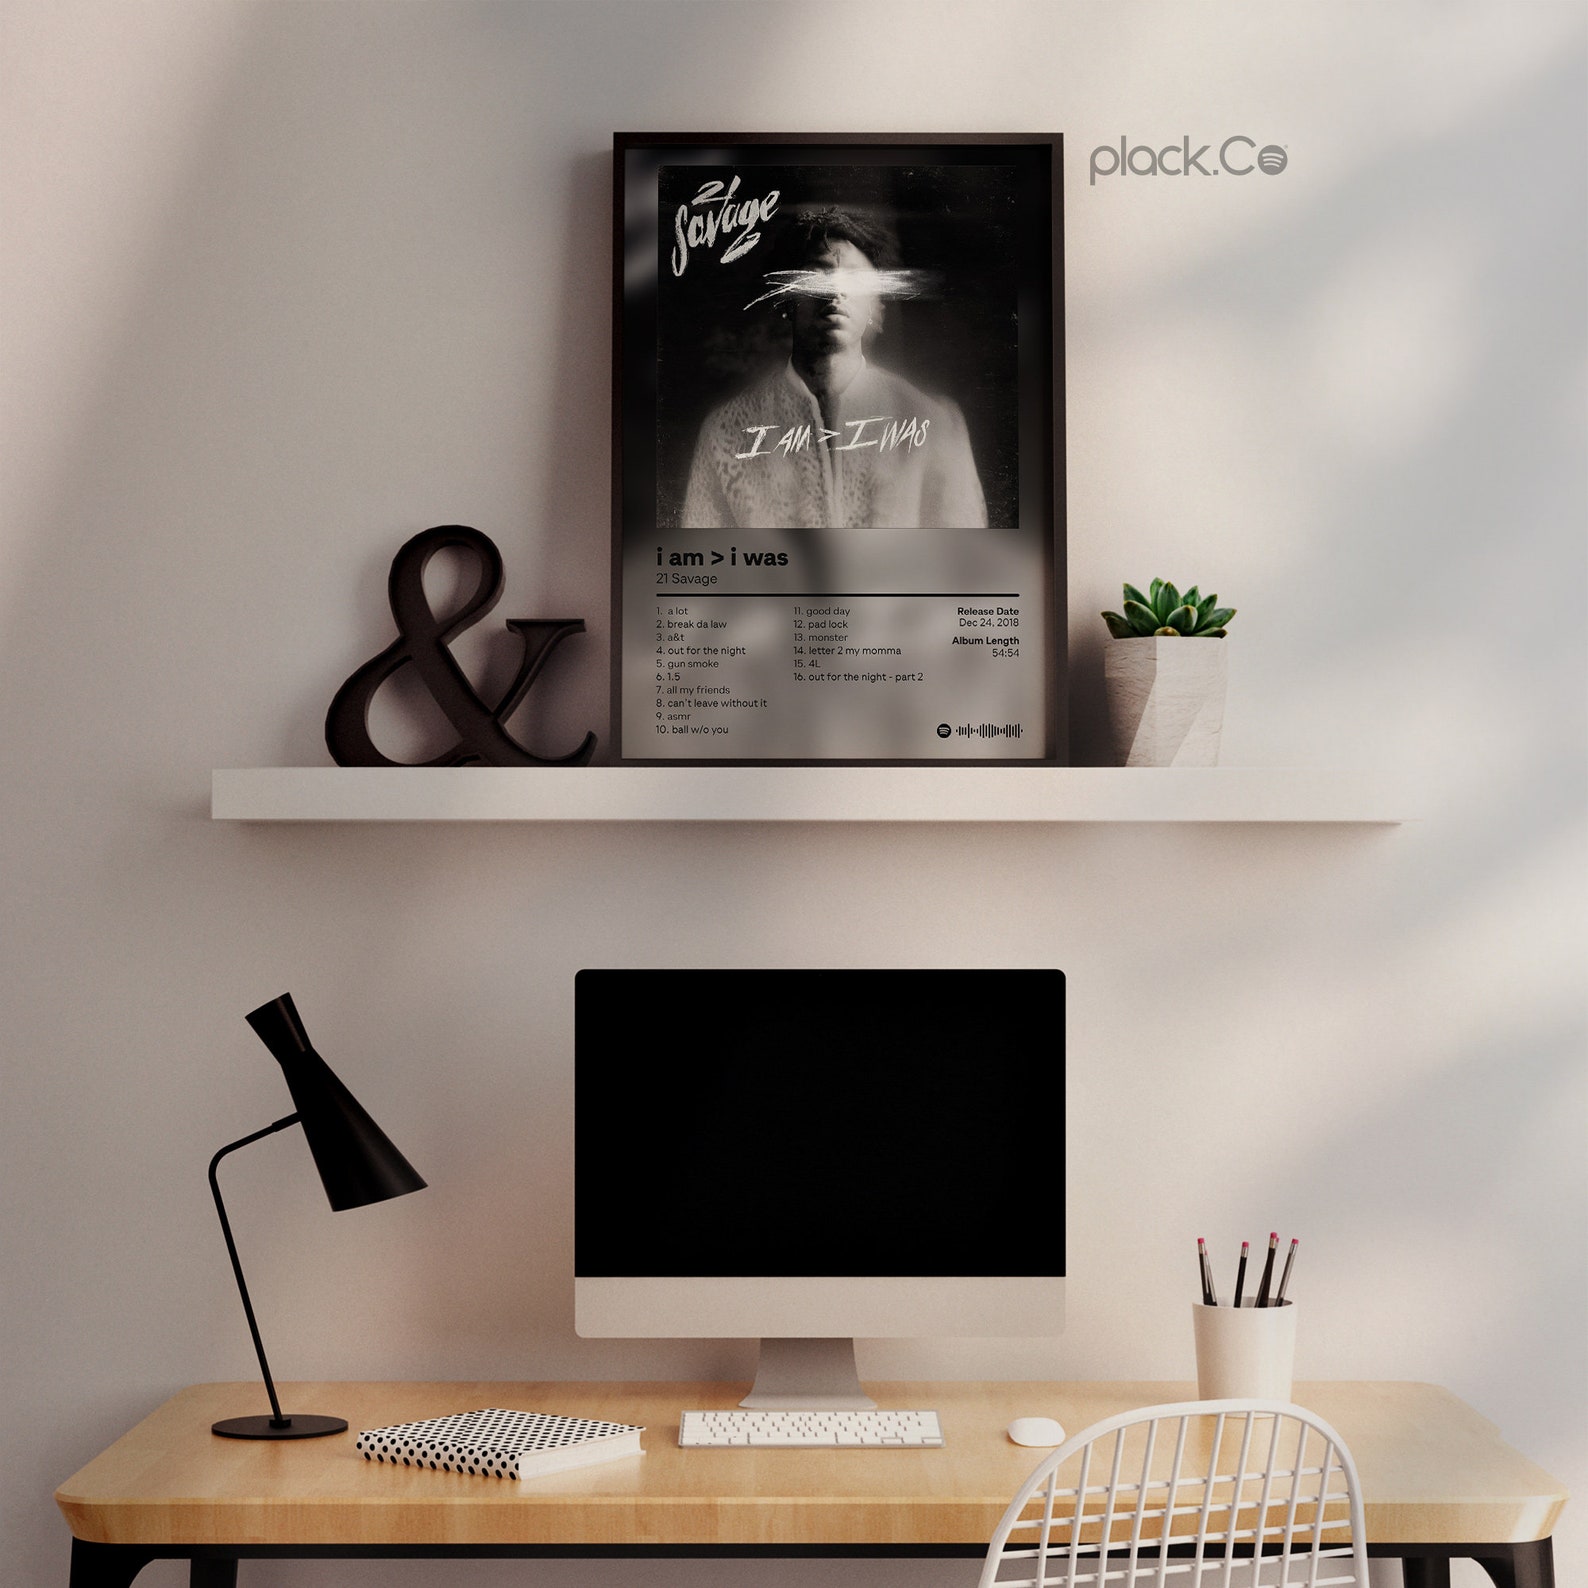 plack.Co
21
Savage
I AM > I WAS
i am > i was
21 Savage
1. a lot
2. break da law
3. a&t
4. out for the night
5. gun smoke
6. 1.5
7. all my friends
8. can't leave without it
9. asmr
10. ball w/o you
11. good day
12. pad lock
13. monster
14. letter 2 my momma
15. 4L
16. out for the night - part 2
Release Date
Dec 24, 2018
Album Length
54:54
&